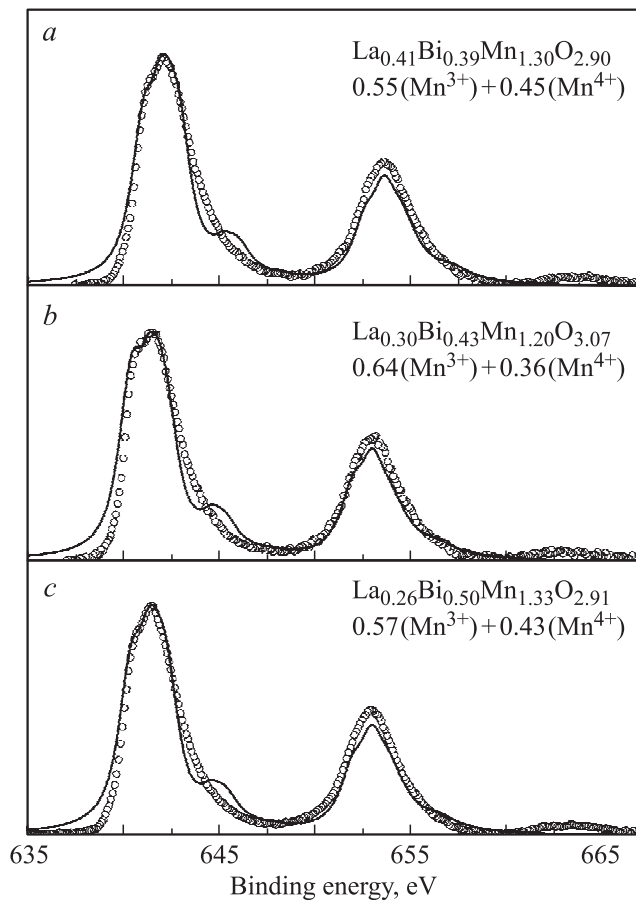 a
La₀.₄₁Bi₀.₃₉Mn₁.₃₀O₂.₉₀
0.55(Mn³⁺)+0.45(Mn⁴⁺)
b
La₀.₃₀Bi₀.₄₃Mn₁.₂₀O₃.₀₇
0.64(Mn³⁺)+0.36(Mn⁴⁺)
c
La₀.₂₆Bi₀.₅₀Mn₁.₃₃O₂.₉₁
0.57(Mn³⁺)+0.43(Mn⁴⁺)
635 645 655 665
Binding energy, eV